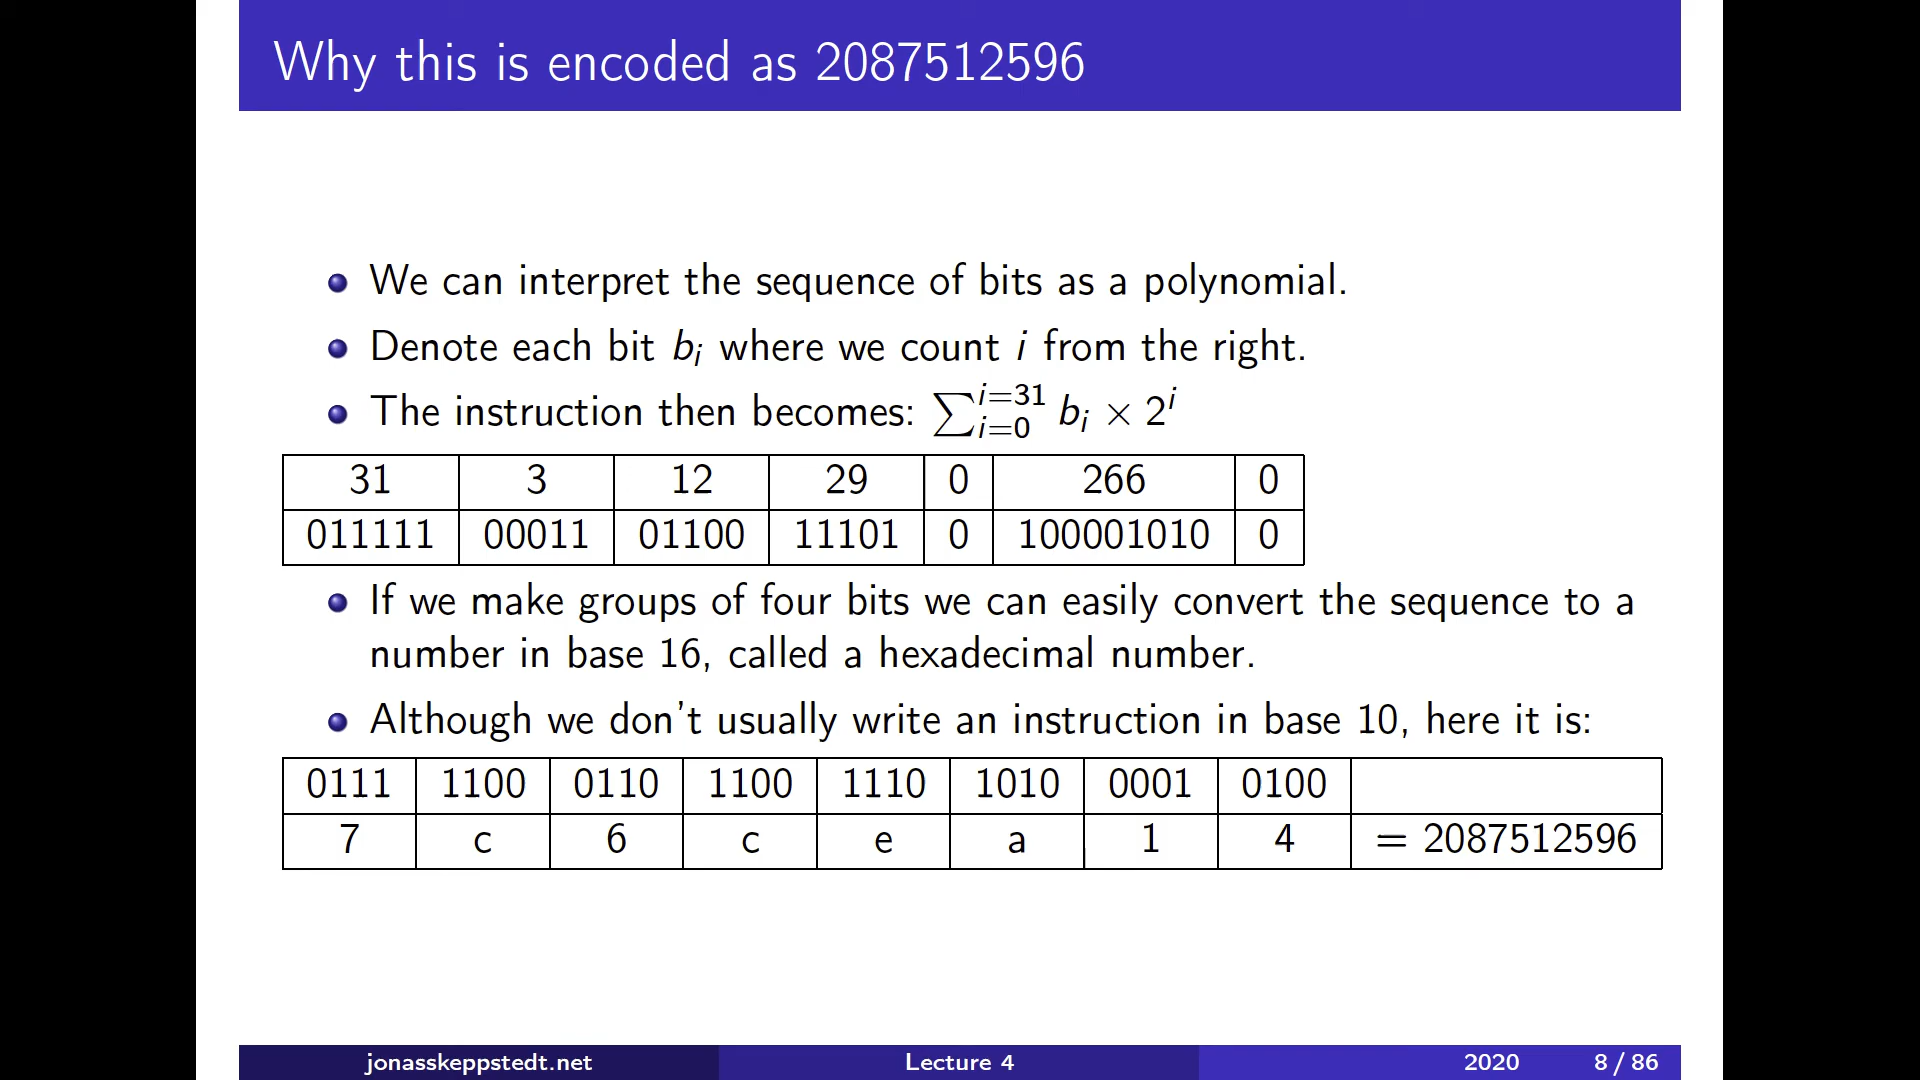 Why this is encoded as 2087512596
We can interpret the sequence of bits as a polynomial.
Denote each bit b_i where we count i from the right.
The instruction then becomes: ∑_{i=0}^{i=31} b_i × 2^i
31 3 12 29 0 266 0
011111 00011 01100 11101 0 100001010 0
If we make groups of four bits we can easily convert the sequence to a
number in base 16, called a hexadecimal number.
Although we don't usually write an instruction in base 10, here it is:
0111 1100 0110 1100 1110 1010 0001 0100
7 c 6 c e a 1 4 = 2087512596
jonasskeppstedt.net Lecture 4 2020 8 / 86